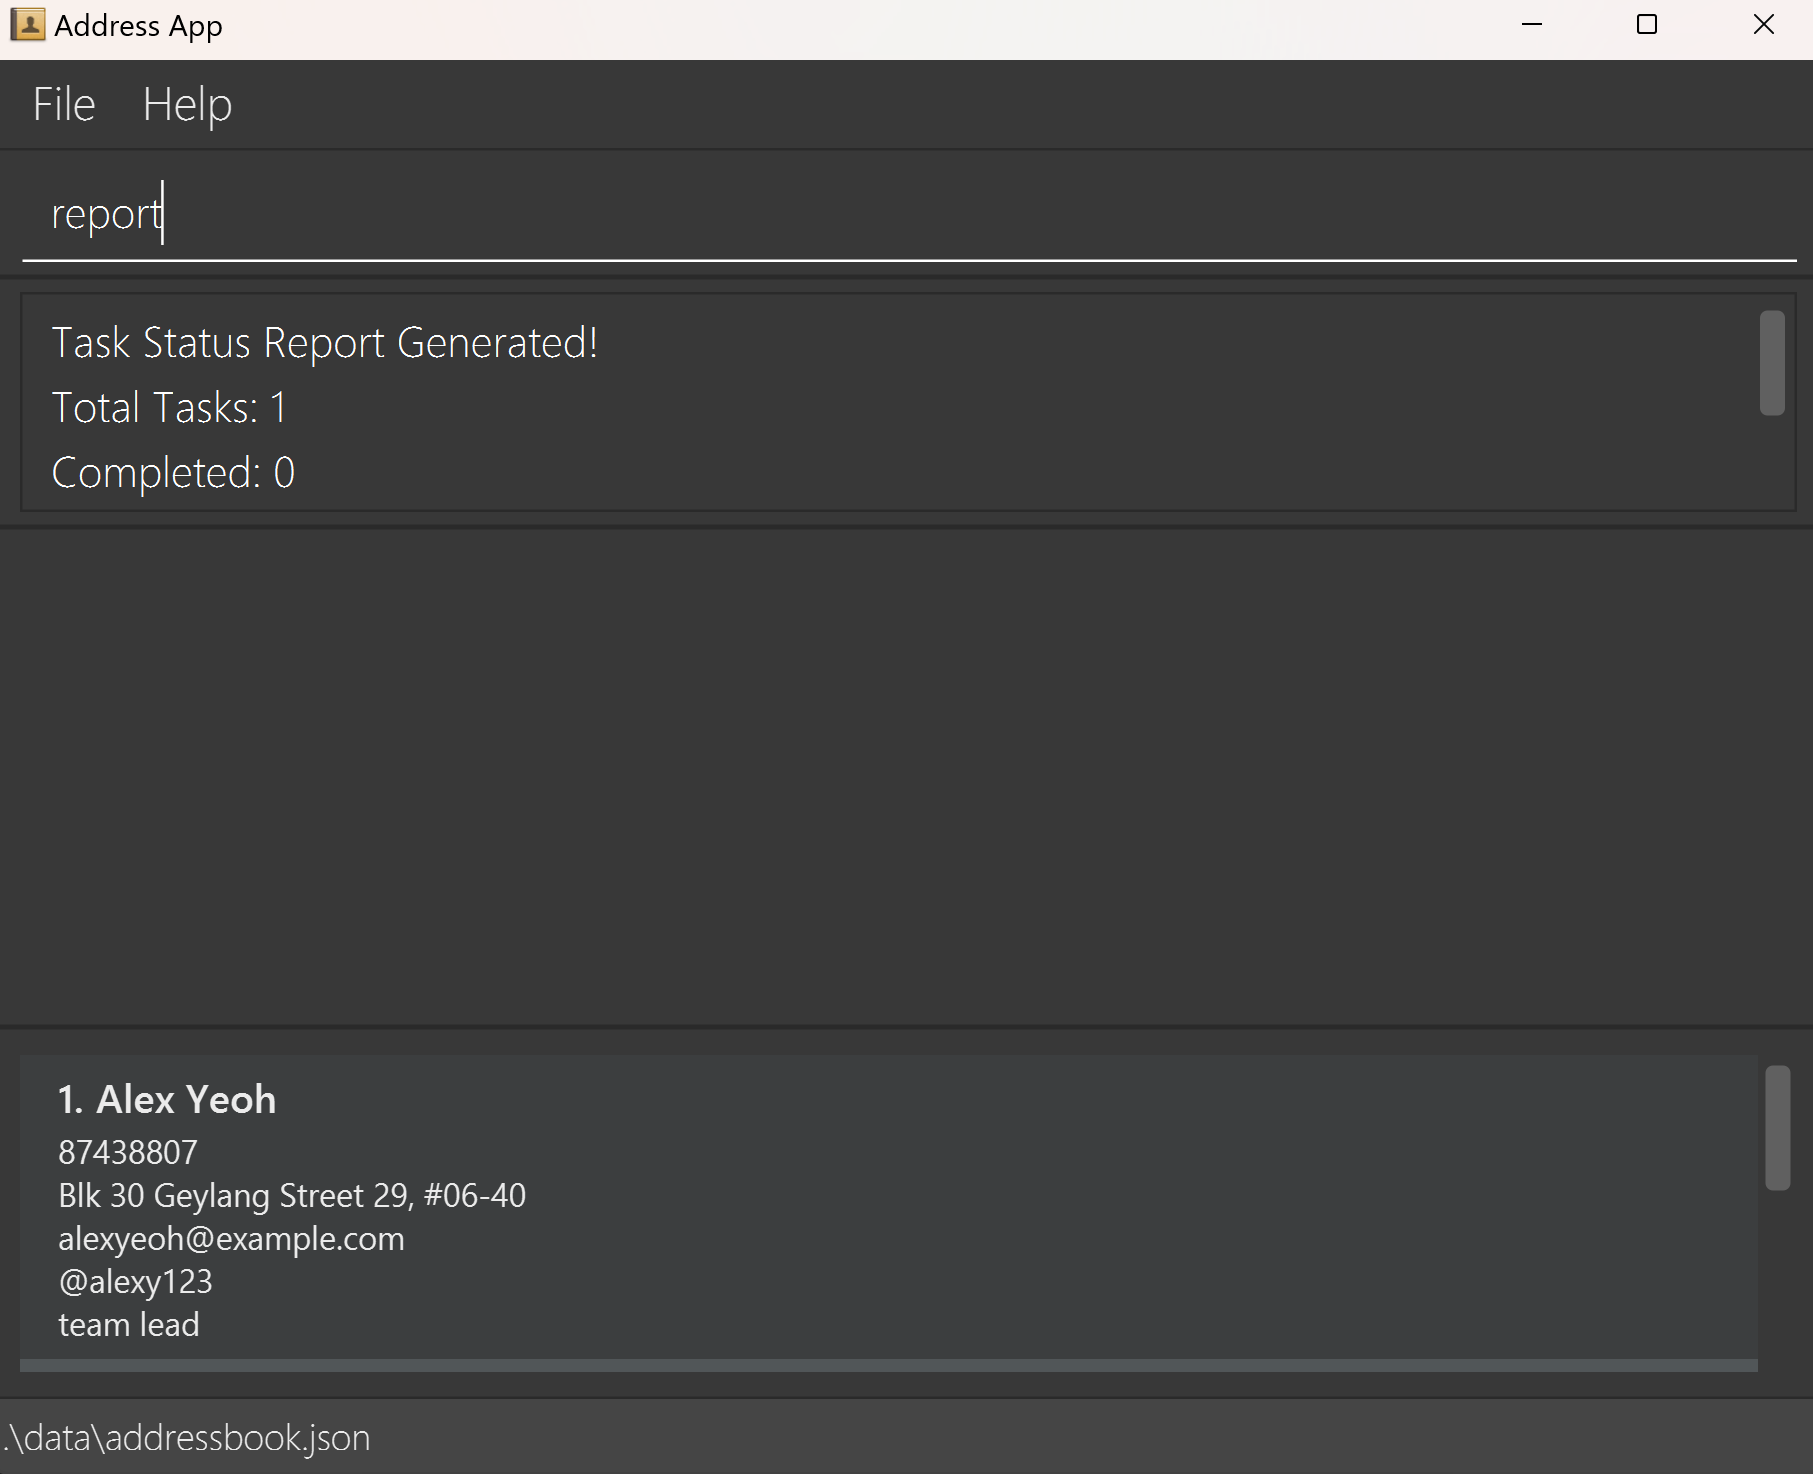 Address App
File Help
report
Task Status Report Generated!
Total Tasks: 1
Completed: 0
1. Alex Yeoh
87438807
Blk 30 Geylang Street 29, #06-40
alexyeoh@example.com
@alexy123
team lead
.\data\addressbook.json